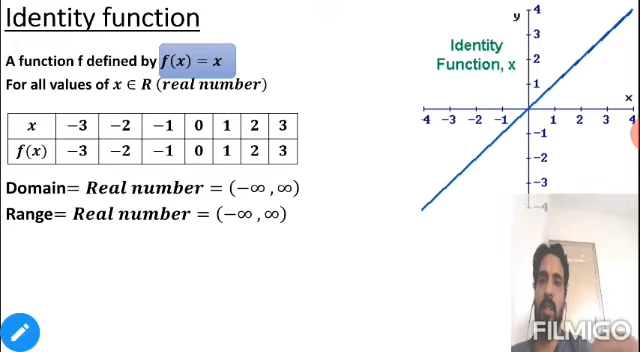 Identity function
A function f defined by f(x) = x
For all values of x ∈ R (real number)
x −3 −2 −1 0 1 2 3
f(x) −3 −2 −1 0 1 2 3
Domain= Real number = (−∞, ∞)
Range= Real number = (−∞, ∞)
y
4
3
2
1
Identity
Function, x
x
-4 −3 −2 −1 0 1 2 3 4
−1
−2
−3
−4
FILMIGO